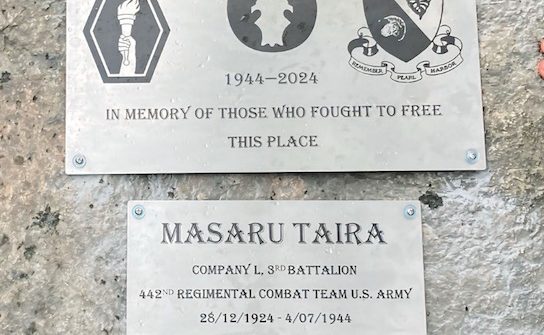 REMEMBER PEARL HARBOR
1944–2024
IN MEMORY OF THOSE WHO FOUGHT TO FREE
THIS PLACE
MASARU TAIRA
COMPANY L, 3RD BATTALION
442ND REGIMENTAL COMBAT TEAM U.S. ARMY
28/12/1924 - 4/07/1944